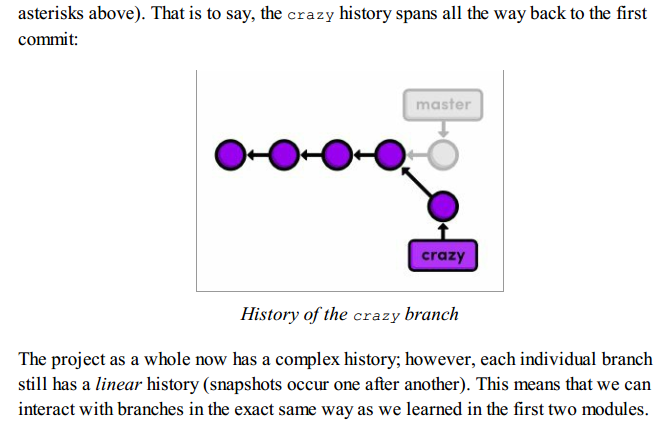 asterisks above). That is to say, the crazy history spans all the way back to the first
commit:
master
crazy
History of the crazy branch
The project as a whole now has a complex history; however, each individual branch
still has a linear history (snapshots occur one after another). This means that we can
interact with branches in the exact same way as we learned in the first two modules.